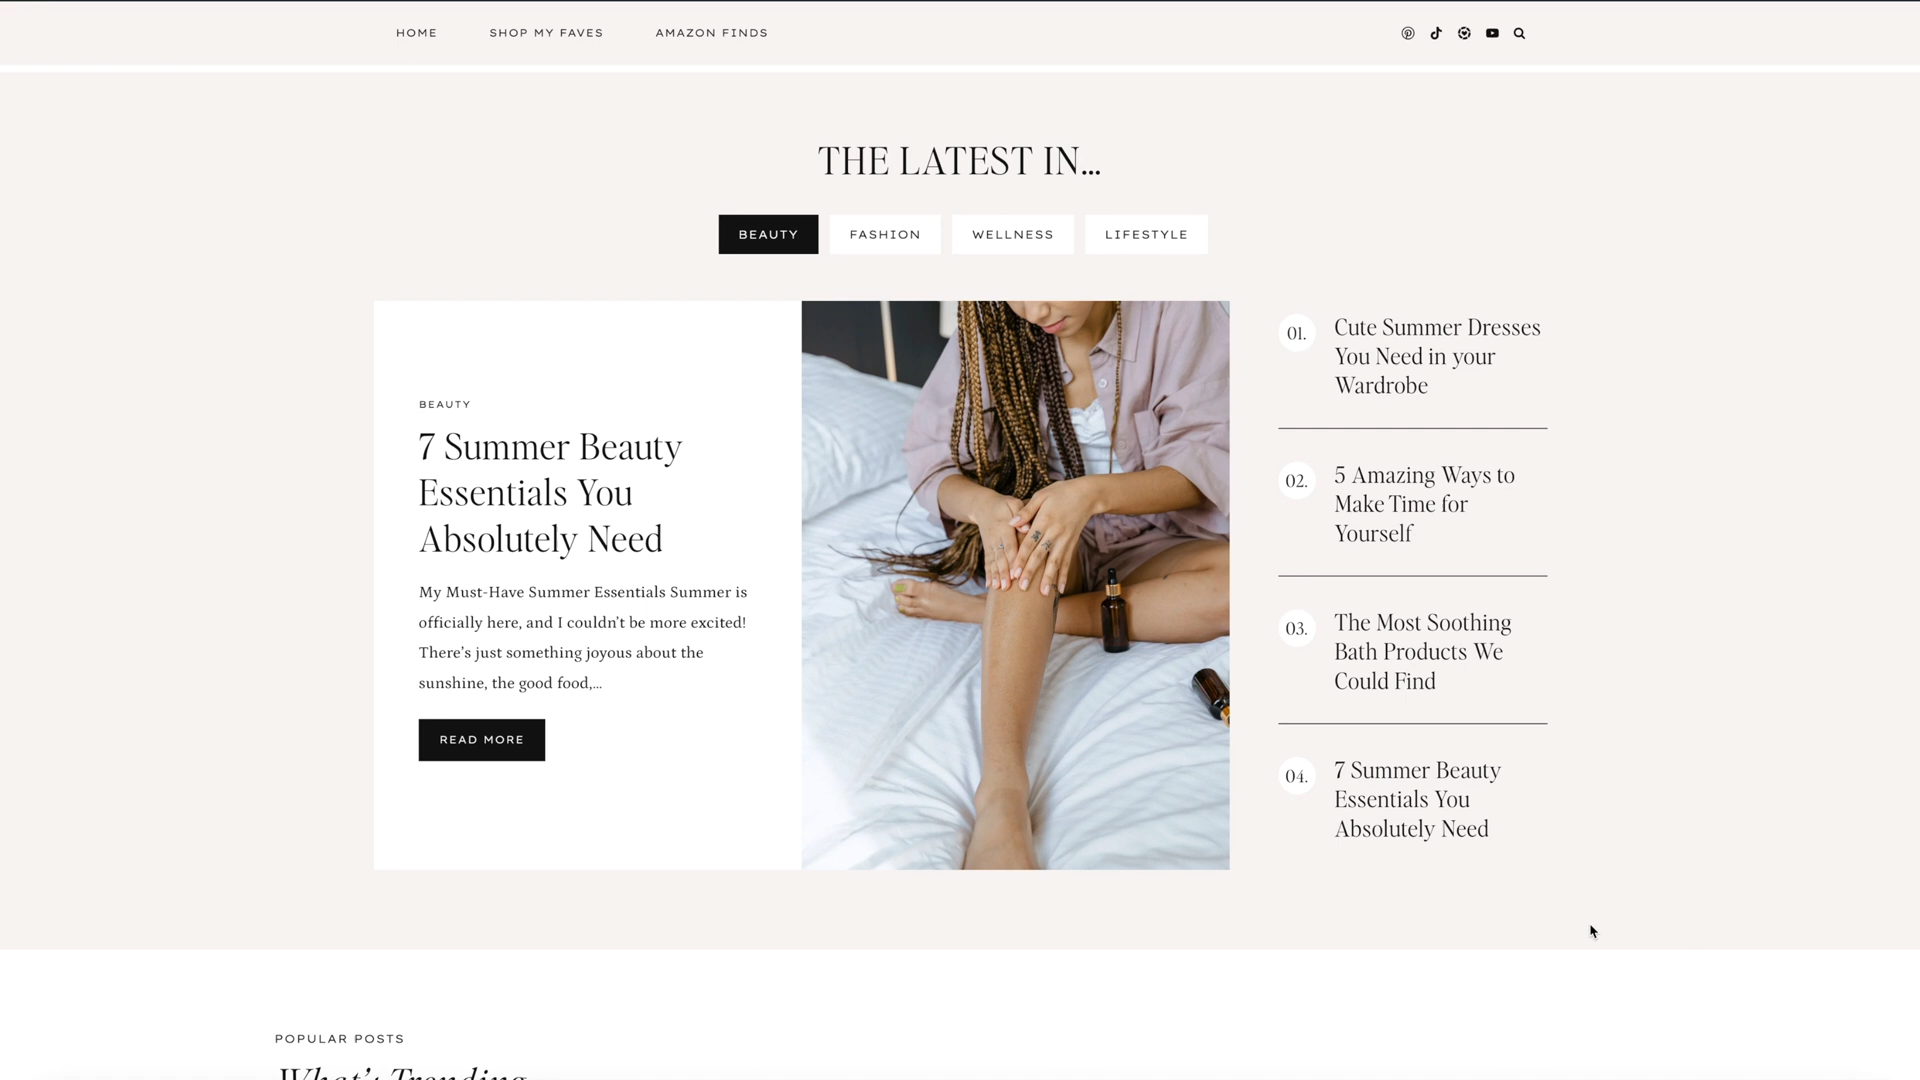 HOME
SHOP MY FAVES
AMAZON FINDS
THE LATEST IN...
BEAUTY
FASHION
WELLNESS
LIFESTYLE
BEAUTY
7 Summer Beauty
Essentials You
Absolutely Need
My Must-Have Summer Essentials Summer is
officially here, and I couldn't be more excited!
There's just something joyous about the
sunshine, the good food,...
READ MORE
01.
Cute Summer Dresses
You Need in your
Wardrobe
02.
5 Amazing Ways to
Make Time for
Yourself
03.
The Most Soothing
Bath Products We
Could Find
04.
7 Summer Beauty
Essentials You
Absolutely Need
POPULAR POSTS
What's Trending